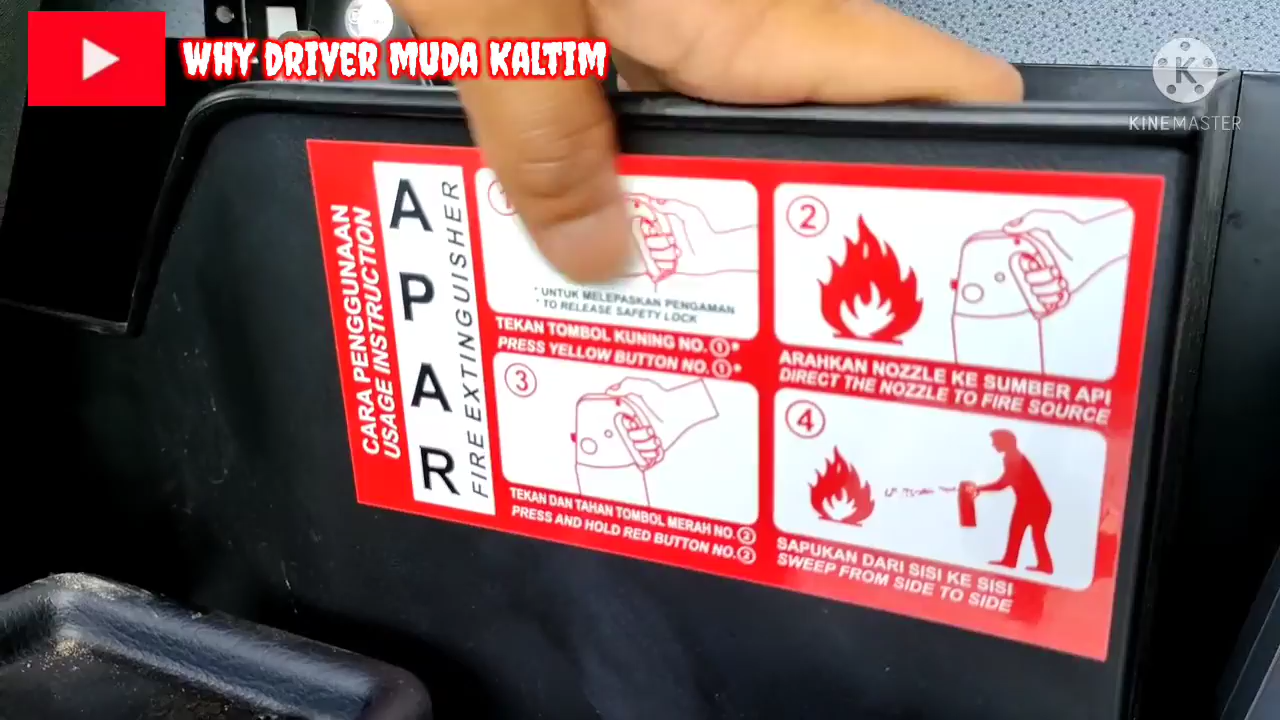 WHY DRIVER MUDA KALTIM
K
KINEMASTER
CARA PENGGUNAAN
USAGE INSTRUCTION
APAR
FIRE EXTINGUISHER
1
* UNTUK MELEPASKAN PENGAMAN
* TO RELEASE SAFETY LOCK
TEKAN TOMBOL KUNING NO. ①*
PRESS YELLOW BUTTON NO. ①*
2
ARAHKAN NOZZLE KE SUMBER API
DIRECT THE NOZZLE TO FIRE SOURCE
3
TEKAN DAN TAHAN TOMBOL MERAH NO. ②
PRESS AND HOLD RED BUTTON NO. ②
4
SAPUKAN DARI SISI KE SISI
SWEEP FROM SIDE TO SIDE